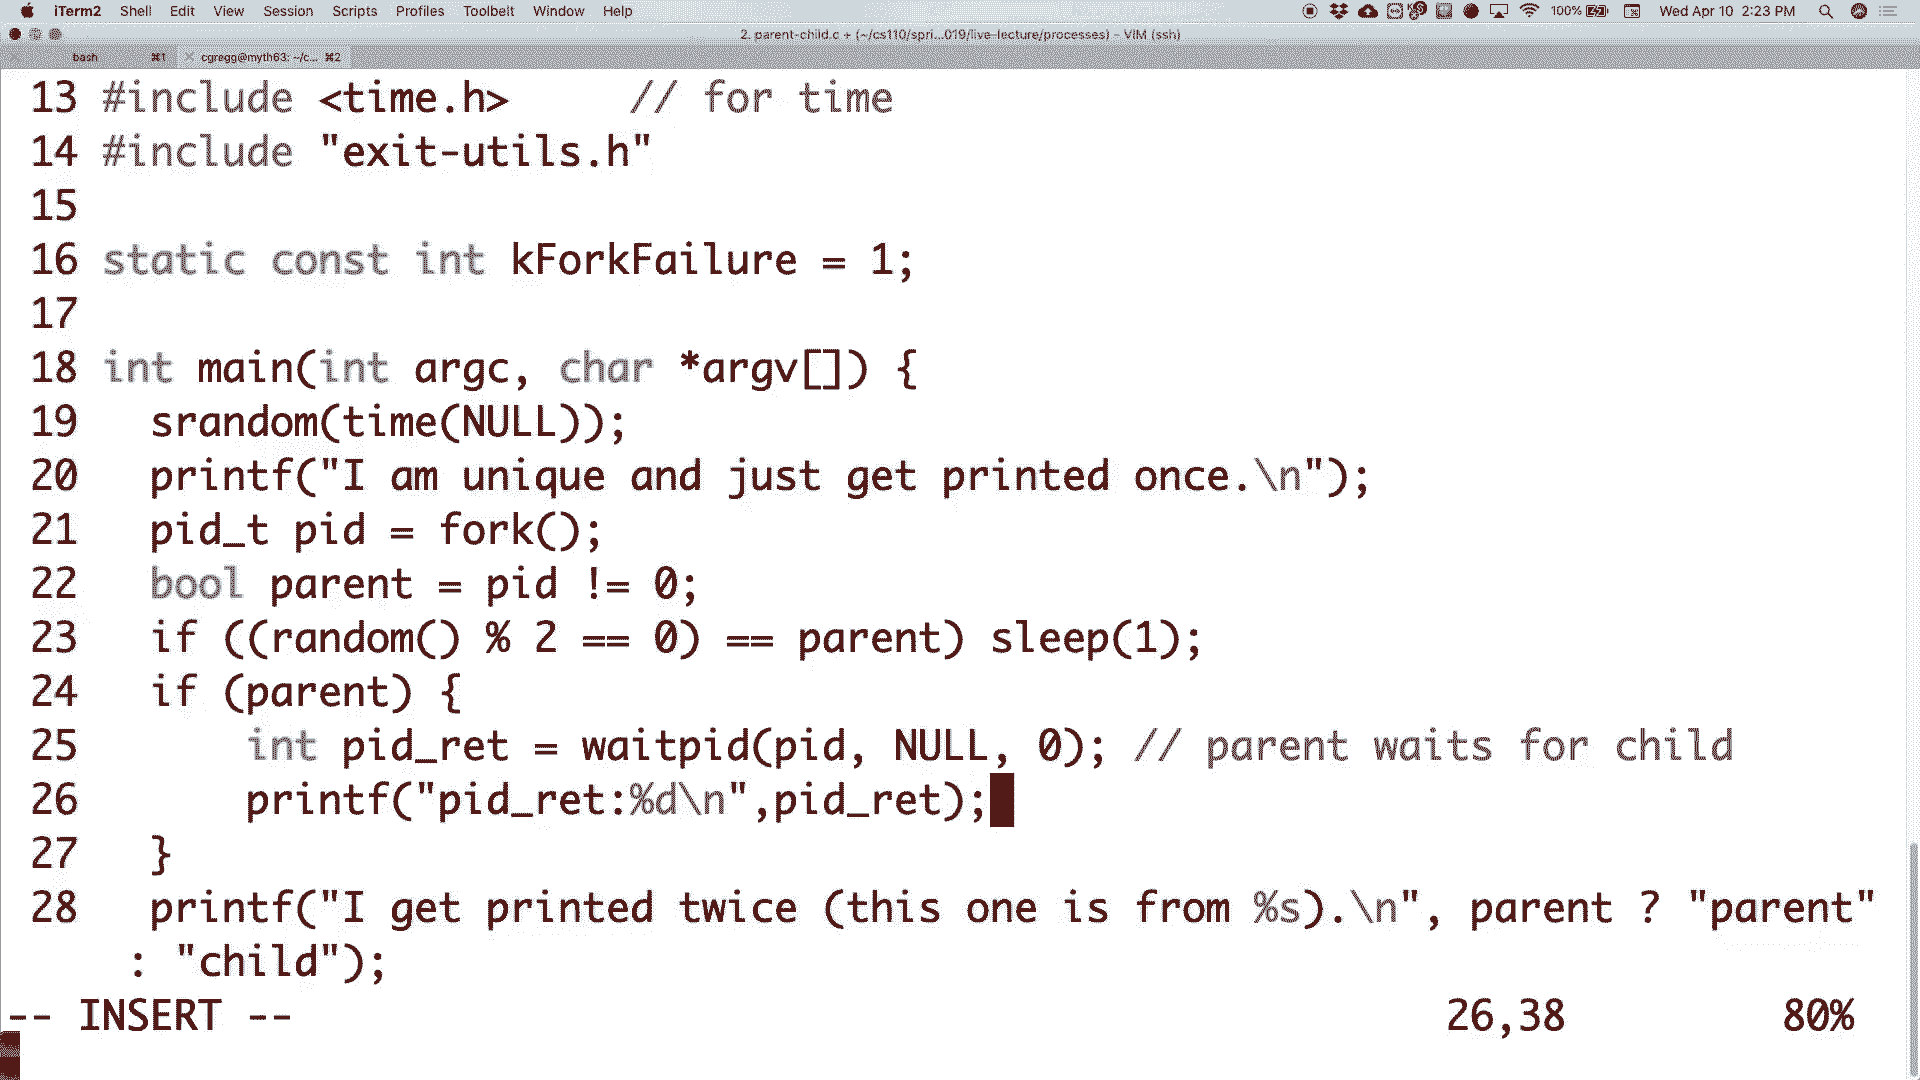 iTerm2 Shell Edit View Session Scripts Profiles Toolbelt Window Help 100% Wed Apr 10 2:23 PM
2. parent-child.c + (~/cs110/spri...019/live-lecture/processes) - VIM (ssh)
bash ⌘1 × cgregg@myth63: ~/c... ⌘2
13 #include <time.h>     // for time
14 #include "exit-utils.h"
15
16 static const int kForkFailure = 1;
17
18 int main(int argc, char *argv[]) {
19   srandom(time(NULL));
20   printf("I am unique and just get printed once.\n");
21   pid_t pid = fork();
22   bool parent = pid != 0;
23   if ((random() % 2 == 0) == parent) sleep(1);
24   if (parent) {
25       int pid_ret = waitpid(pid, NULL, 0); // parent waits for child
26       printf("pid_ret:%d\n",pid_ret);
27   }
28   printf("I get printed twice (this one is from %s).\n", parent ? "parent"
: "child");
-- INSERT -- 26,38 80%